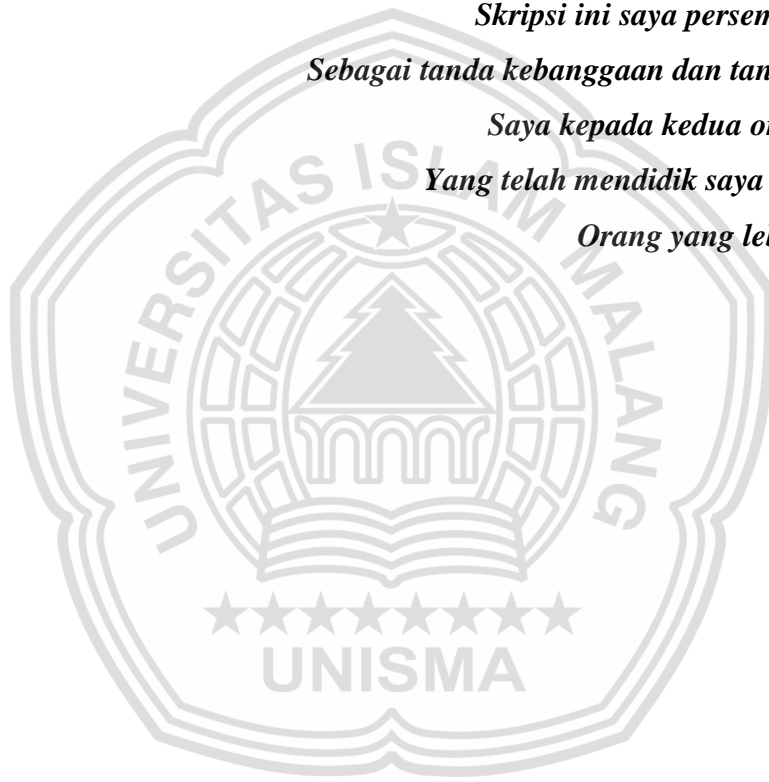 Skripsi ini saya persem
Sebagai tanda kebanggaan dan tan
Saya kepada kedua o
Yang telah mendidik saya
Orang yang le
UNIVERSITAS ISLAM MALANG
UNISMA